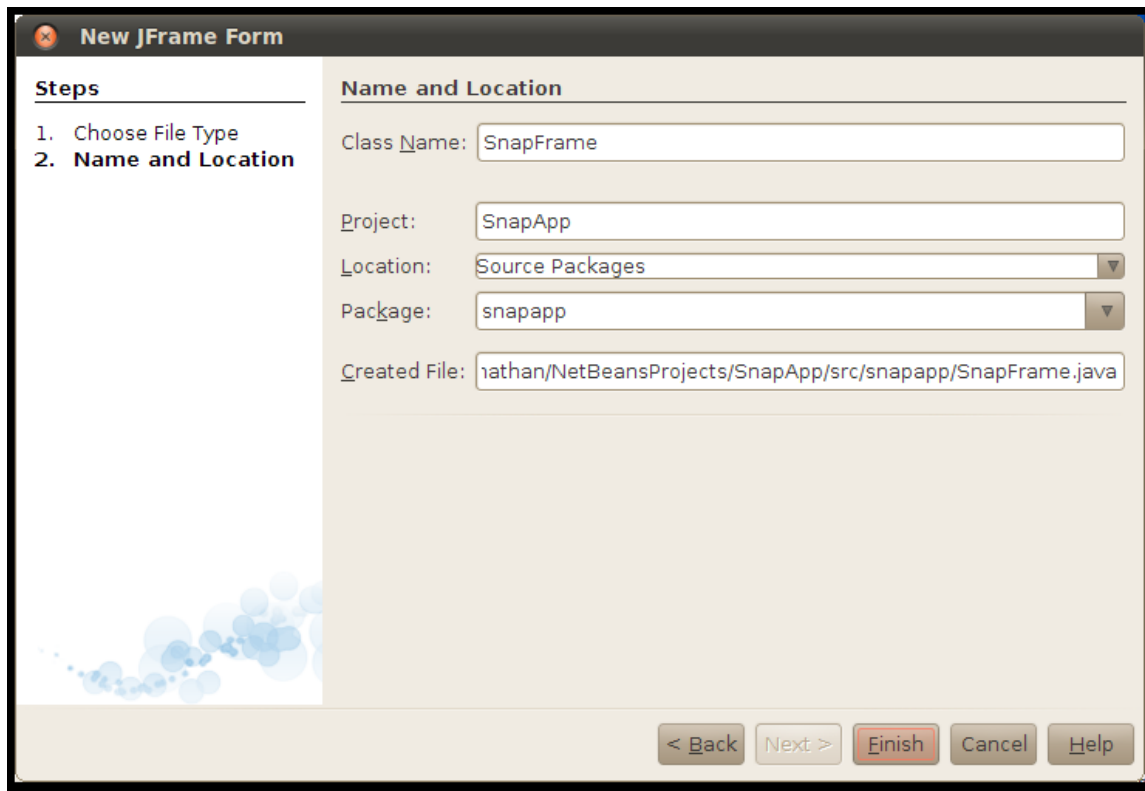 New JFrame Form
Steps
1. Choose File Type
2. Name and Location
Name and Location
Class Name: SnapFrame
Project: SnapApp
Location: Source Packages
Package: snapapp
Created File: nathan/NetBeansProjects/SnapApp/src/snapapp/SnapFrame.java
< Back Next > Finish Cancel Help